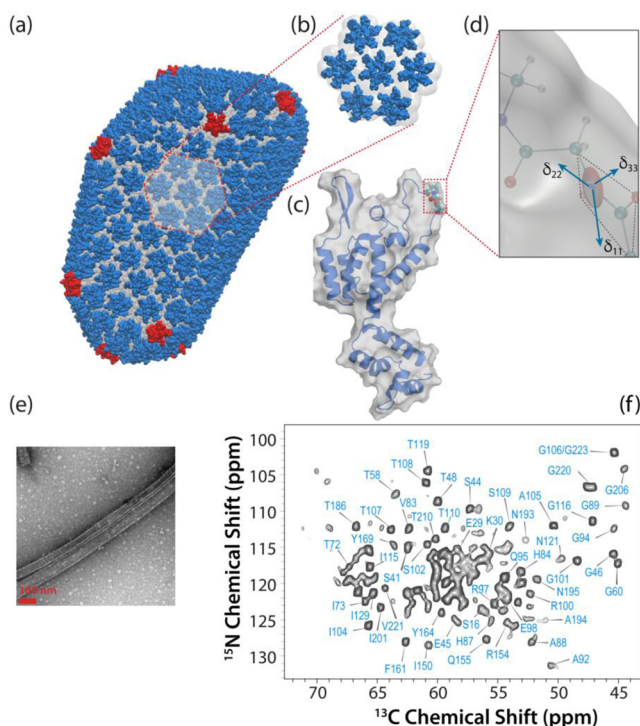 (a)
(b)
(c)
(d)
δ22
δ33
δ11
(e)
100 nm
(f)
100
105
110
115
120
125
130
15N Chemical Shift (ppm)
70
65
60
55
50
45
13C Chemical Shift (ppm)
T119
T108
T58
V83
T48
S44
G106/G223
G220
G206
T186
T107
T210
T110
S109
A105
G116
G89
E29
K30
N193
Y169
I115
S102
T72
S41
Q95
H84
N121
G94
G101
G46
G60
R97
N195
R100
I73
I129
V221
I104
I201
Y164
E45
S16
H87
E98
A194
F161
I150
Q155
R154
A88
A92